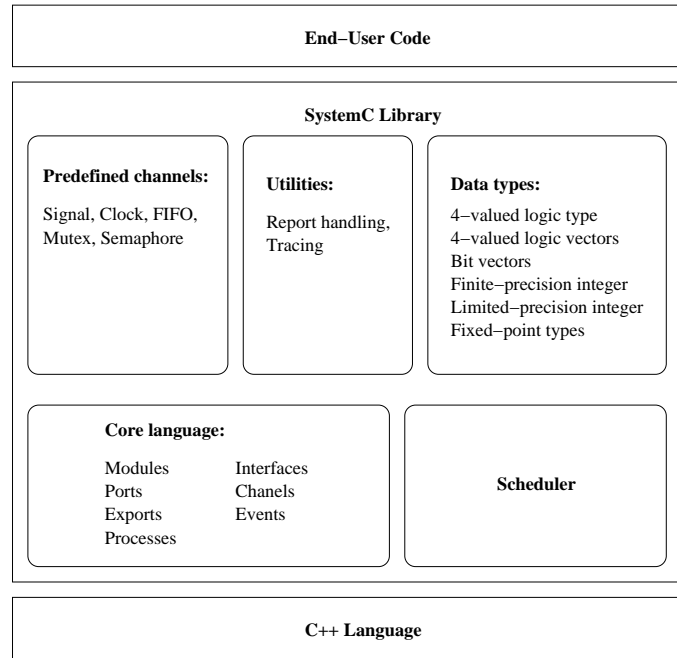 End−User Code
SystemC Library
Predefined channels:
Signal, Clock, FIFO,
Mutex, Semaphore
Utilities:
Report handling,
Tracing
Data types:
4−valued logic type
4−valued logic vectors
Bit vectors
Finite−precision integer
Limited−precision integer
Fixed−point types
Core language:
Modules
Ports
Exports
Processes
Interfaces
Chanels
Events
Scheduler
C++ Language